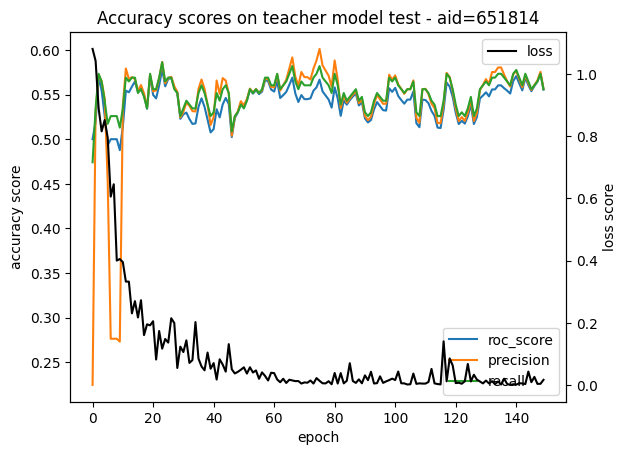 Accuracy scores on teacher model test - aid=651814
0.60
0.55
0.50
0.45
0.40
0.35
0.30
0.25
accuracy score
loss
1.0
0.8
0.6
0.4
0.2
0.0
loss score
roc_score
precision
recall
0
20
40
60
80
100
120
140
epoch